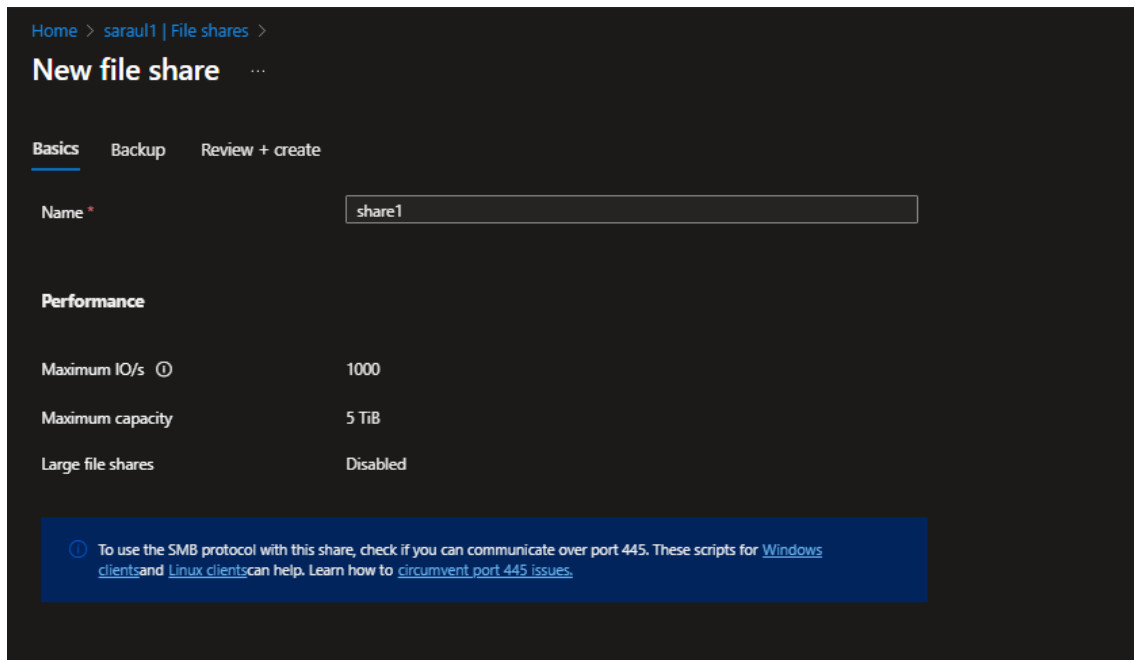 Home > saraul1 | File shares >
New file share ...
Basics Backup Review + create
Name * share1
Performance
Maximum IO/s 1000
Maximum capacity 5 TiB
Large file shares Disabled
To use the SMB protocol with this share, check if you can communicate over port 445. These scripts for Windows
clientsand Linux clientscan help. Learn how to circumvent port 445 issues.